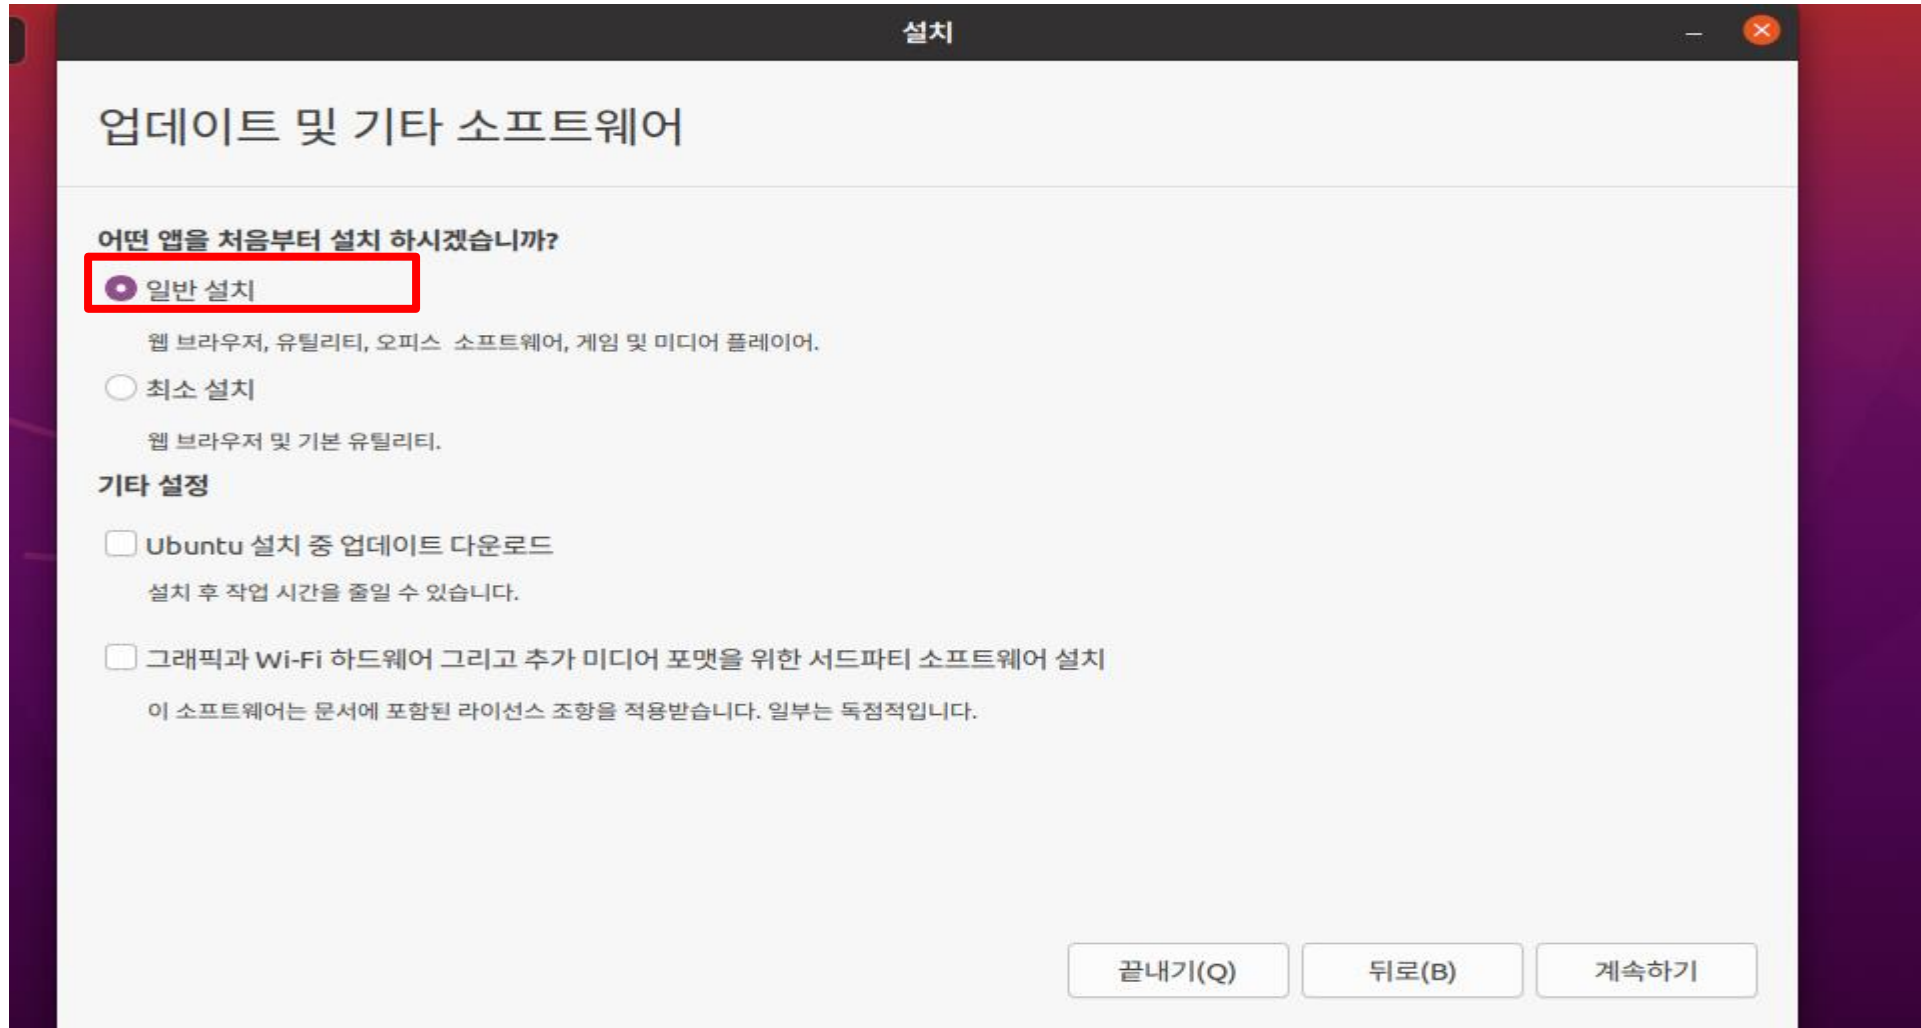 설치
업데이트 및 기타 소프트웨어
어떤 앱을 처음부터 설치 하시겠습니까?
일반 설치
웹 브라우저, 유틸리티, 오피스 소프트웨어, 게임 및 미디어 플레이어.
최소 설치
웹 브라우저 및 기본 유틸리티.
기타 설정
Ubuntu 설치 중 업데이트 다운로드
설치 후 작업 시간을 줄일 수 있습니다.
그래픽과 Wi-Fi 하드웨어 그리고 추가 미디어 포맷을 위한 서드파티 소프트웨어 설치
이 소프트웨어는 문서에 포함된 라이선스 조항을 적용받습니다. 일부는 독점적입니다.
끝내기(Q) 뒤로(B) 계속하기